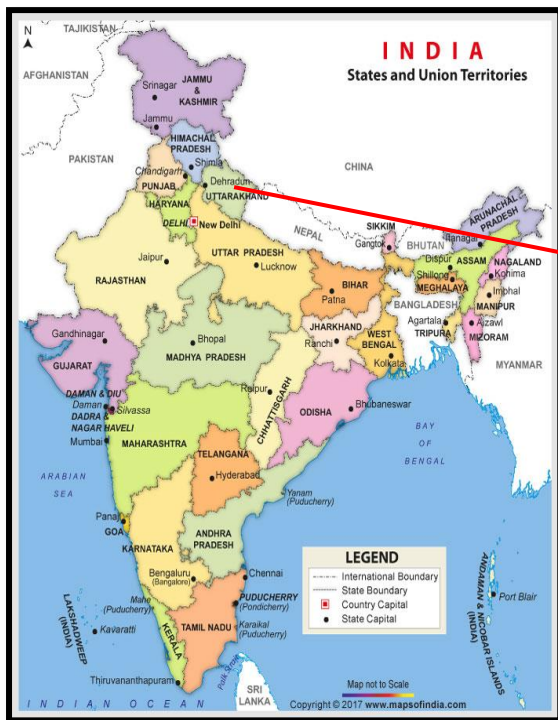 TAJIKISTAN
N
INDIA
States and Union Territories
AFGHANISTAN
JAMMU
&
KASHMIR
Srinagar
Jammu
PAKISTAN
CHINA
HIMACHAL
PRADESH
Shimla
Chandigarh
PUNJAB
Dehradun
UTTARAKHAND
HARYANA
DELHI
New Delhi
NEPAL
SIKKIM
Gangtok
BHUTAN
ARUNACHAL
PRADESH
Itanagar
RAJASTHAN
Jaipur
UTTAR PRADESH
Lucknow
Dispur
ASSAM
NAGALAND
Kohima
Shillong
MEGHALAYA
Imphal
MANIPUR
BIHAR
Patna
BANGLADESH
Agartala
TRIPURA
Aizawl
MIZORAM
MYANMAR
Gandhinagar
GUJARAT
Bhopal
MADHYA PRADESH
JHARKHAND
Ranchi
WEST
BENGAL
Kolkata
DAMAN & DIU
Daman
Silvassa
DADRA &
NAGAR HAVELI
Raipur
CHHATTISGARH
ODISHA
Bhubaneswar
Mumbai
MAHARASHTRA
BAY
OF
BENGAL
ARABIAN
SEA
TELANGANA
Hyderabad
Yanam
(Puducherry)
Panaji
GOA
KARNATAKA
ANDHRA
PRADESH
Bengaluru
(Bangalore)
Chennai
Mahe
(Puducherry)
PUDUCHERRY
(Pondicherry)
Karaikal
(Puducherry)
TAMIL NADU
KERALA
LAKSHADWEEP
(INDIA)
Kavaratti
Thiruvananthapuram
Palk Strait
SRI
LANKA
INDIAN OCEAN
LEGEND
International Boundary
State Boundary
Country Capital
State Capital
ANDAMAN & NICOBAR ISLANDS
(INDIA)
Port Blair
Map not to Scale
Copyright © 2017 www.mapsofindia.com